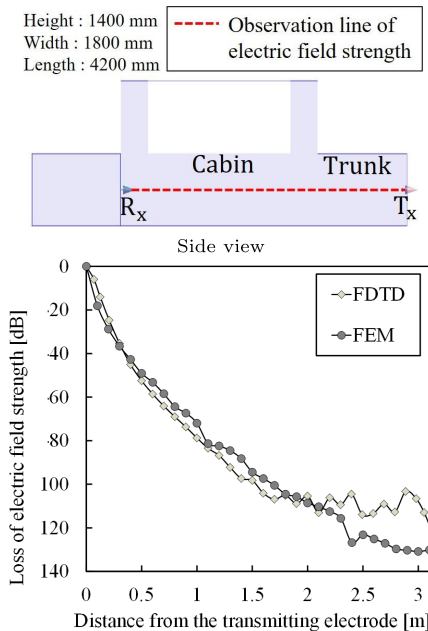 Height : 1400 mm
Width : 1800 mm
Length : 4200 mm
Observation line of
electric field strength
Cabin
Trunk
Rx
Tx
Side view
Loss of electric field strength [dB]
0
20
40
60
80
100
120
140
FDTD
FEM
0
0.5
1
1.5
2
2.5
3
Distance from the transmitting electrode [m]